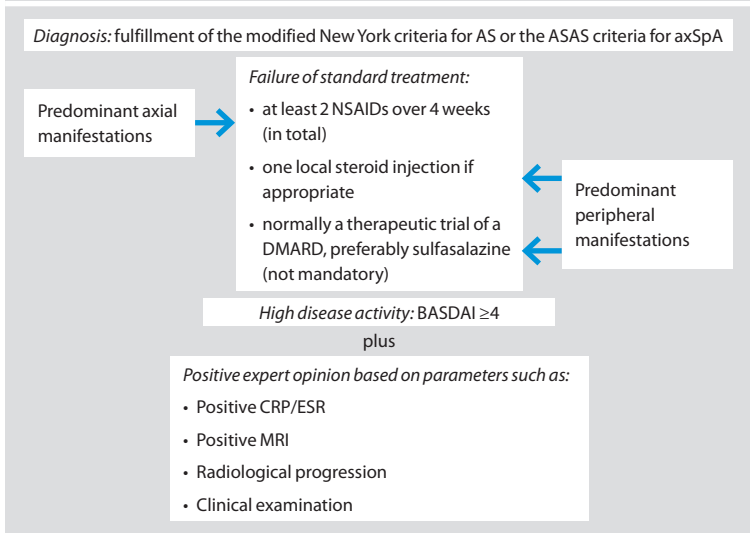 Diagnosis: fulfillment of the modified New York criteria for AS or the ASAS criteria for axSpA
Predominant axial
manifestations
Failure of standard treatment:
• at least 2 NSAIDs over 4 weeks
(in total)
• one local steroid injection if
appropriate
• normally a therapeutic trial of a
DMARD, preferably sulfasalazine
(not mandatory)
Predominant
peripheral
manifestations
High disease activity: BASDAI ≥4
plus
Positive expert opinion based on parameters such as:
• Positive CRP/ESR
• Positive MRI
• Radiological progression
• Clinical examination